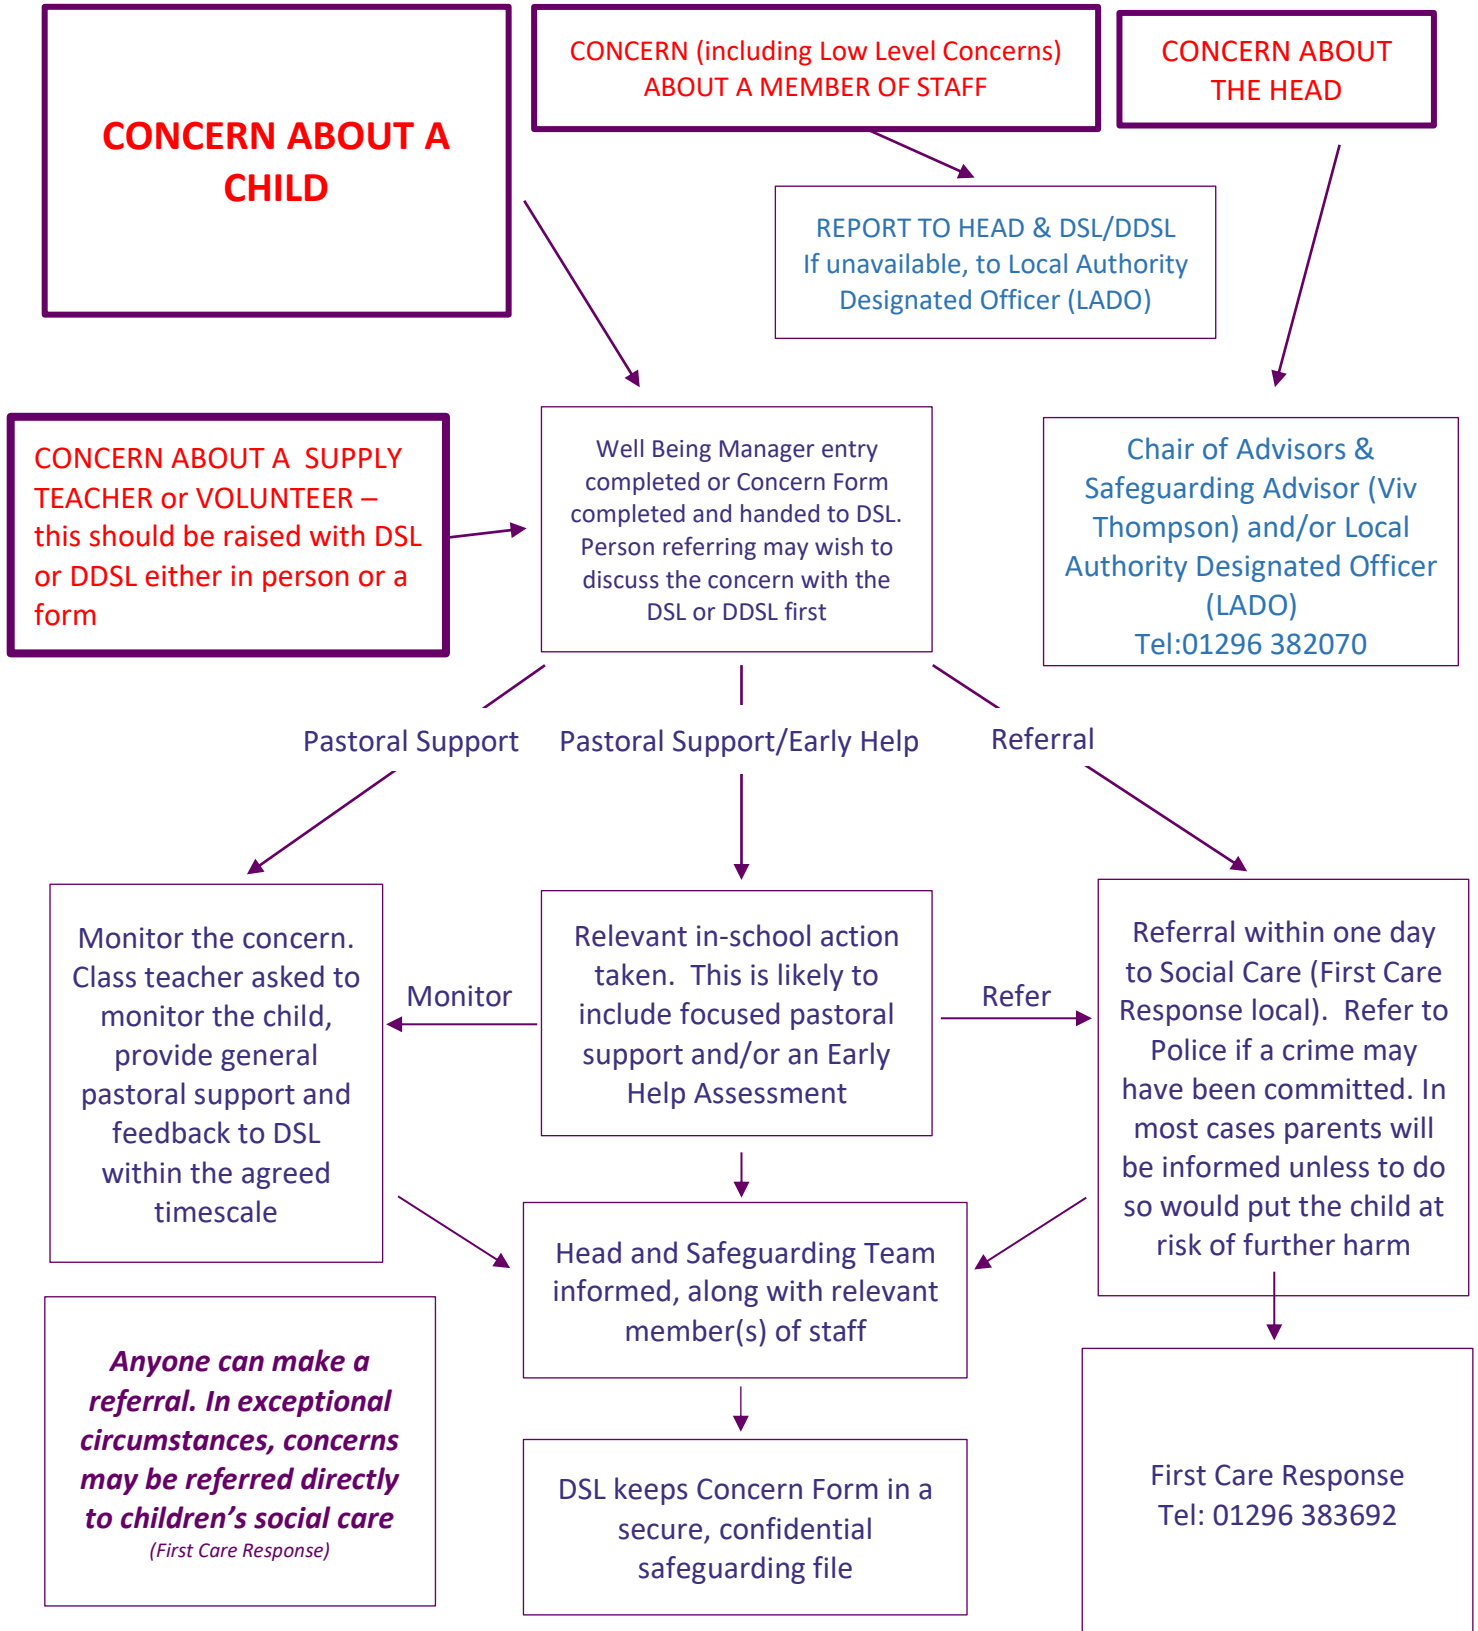 CONCERN ABOUT A
CHILD
CONCERN (including Low Level Concerns)
ABOUT A MEMBER OF STAFF
CONCERN ABOUT
THE HEAD
REPORT TO HEAD & DSL/DDSL
If unavailable, to Local Authority
Designated Officer (LADO)
CONCERN ABOUT A  SUPPLY
TEACHER or VOLUNTEER –
this should be raised with DSL
or DDSL either in person or a
form
Well Being Manager entry
completed or Concern Form
completed and handed to DSL.
Person referring may wish to
discuss the concern with the
DSL or DDSL first
Chair of Advisors &
Safeguarding Advisor (Viv
Thompson) and/or Local
Authority Designated Officer
(LADO)
Tel:01296 382070
Pastoral Support
Pastoral Support/Early Help
Referral
Monitor the concern.
Class teacher asked to
monitor the child,
provide general
pastoral support and
feedback to DSL
within the agreed
timescale
Monitor
Relevant in-school action
taken.  This is likely to
include focused pastoral
support and/or an Early
Help Assessment
Refer
Referral within one day
to Social Care (First Care
Response local).  Refer to
Police if a crime may
have been committed. In
most cases parents will
be informed unless to do
so would put the child at
risk of further harm
Head and Safeguarding Team
informed, along with relevant
member(s) of staff
Anyone can make a
referral. In exceptional
circumstances, concerns
may be referred directly
to children’s social care
(First Care Response)
DSL keeps Concern Form in a
secure, confidential
safeguarding file
First Care Response
Tel: 01296 383692